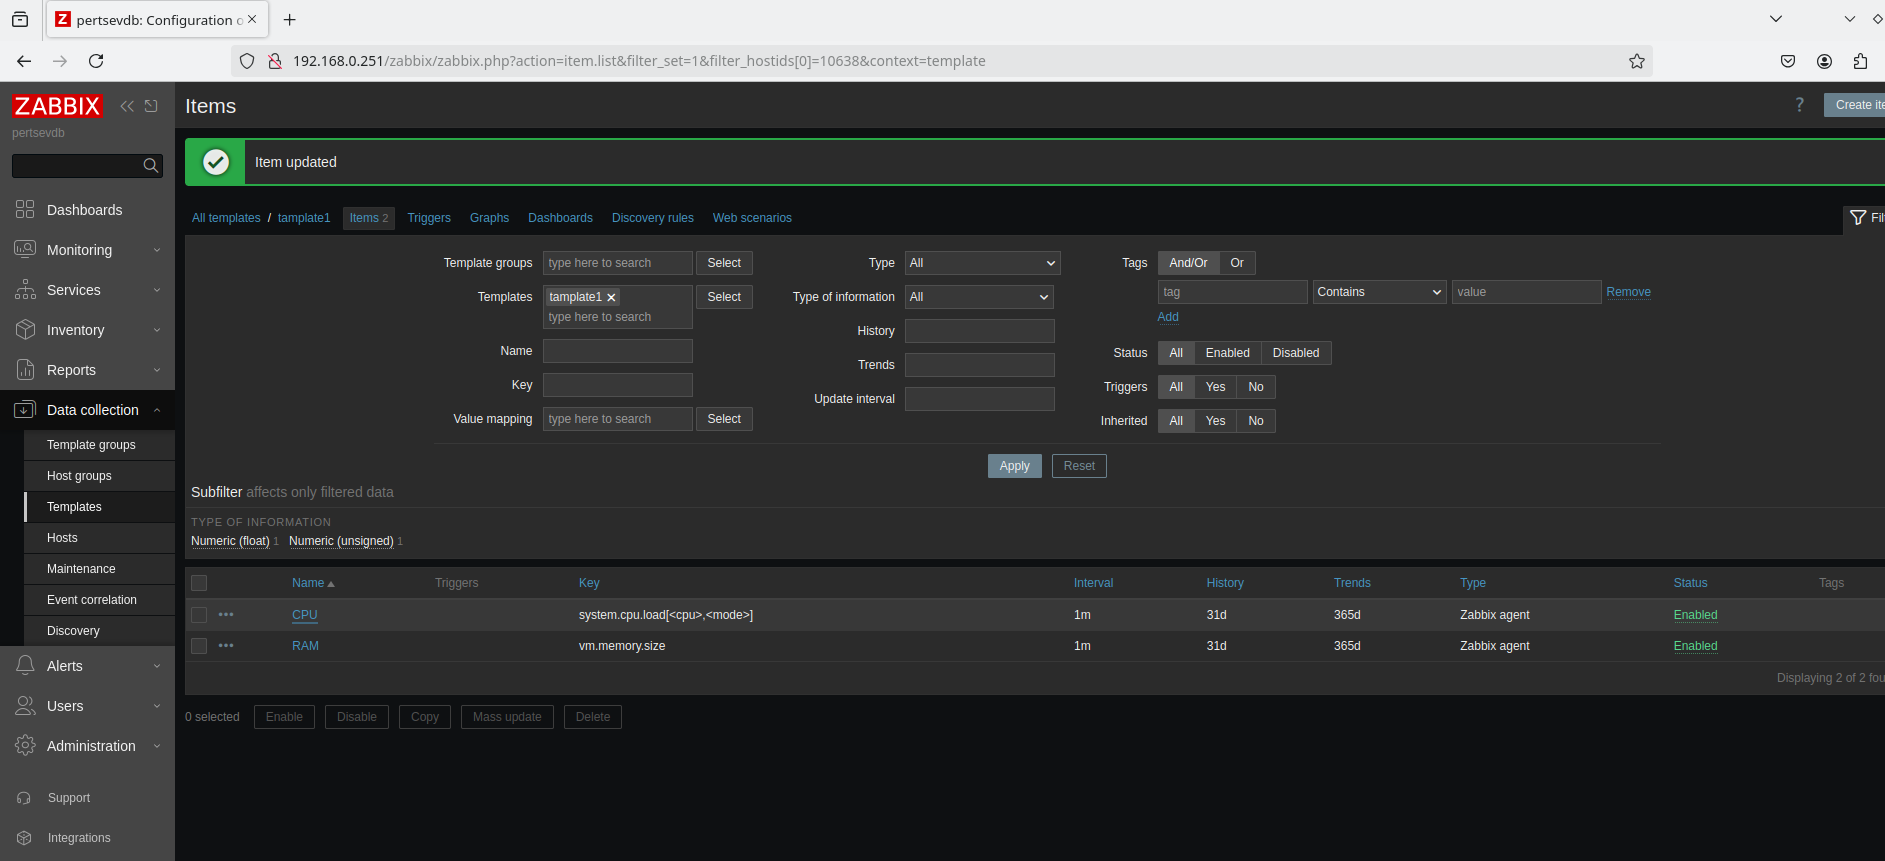 pertsevdb: Configuration o
192.168.0.251/zabbix/zabbix.php?action=item.list&filter_set=1&filter_hostids[0]=10638&context=template
ZABBIX
pertsevdb
Dashboards
Monitoring
Services
Inventory
Reports
Data collection
Template groups
Host groups
Templates
Hosts
Maintenance
Event correlation
Discovery
Alerts
Users
Administration
Support
Integrations
Items
? Create ite
Item updated
All templates / tamplate1 Items 2 Triggers Graphs Dashboards Discovery rules Web scenarios
Fil
Template groups type here to search Select
Templates tamplate1 Select
type here to search
Name
Key
Value mapping type here to search Select
Type All
Type of information All
History
Trends
Update interval
Tags And/Or Or
tag Contains value Remove
Add
Status All Enabled Disabled
Triggers All Yes No
Inherited All Yes No
Apply Reset
Subfilter affects only filtered data
TYPE OF INFORMATION
Numeric (float) 1 Numeric (unsigned) 1
Name Triggers Key Interval History Trends Type Status Tags
CPU system.cpu.load[<cpu>,<mode>] 1m 31d 365d Zabbix agent Enabled
RAM vm.memory.size 1m 31d 365d Zabbix agent Enabled
Displaying 2 of 2 fou
0 selected Enable Disable Copy Mass update Delete